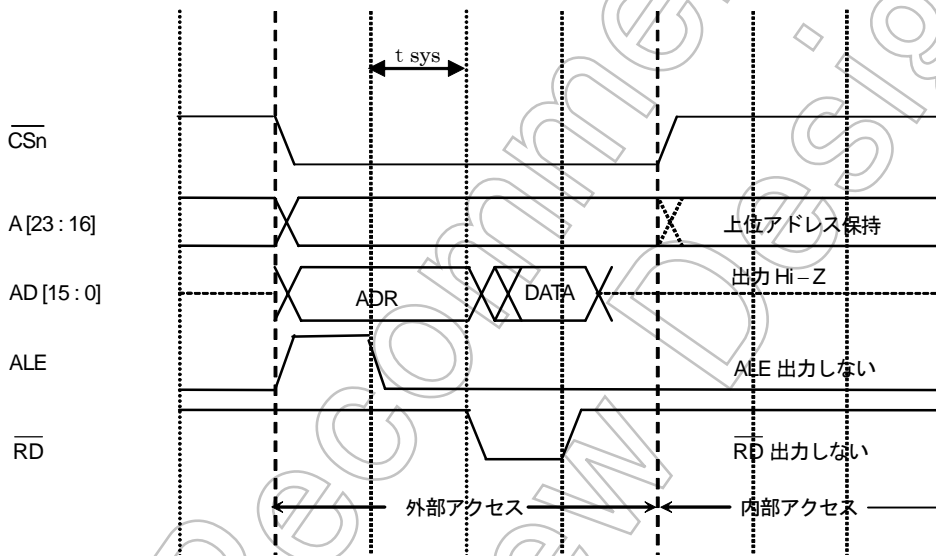 t sys
CSn
A [23 : 16]
上位アドレス保持
AD [15 : 0]
ADR
DATA
出力 Hi – Z
ALE
ALE 出力しない
RD
RD 出力しない
外部アクセス
内部アクセス